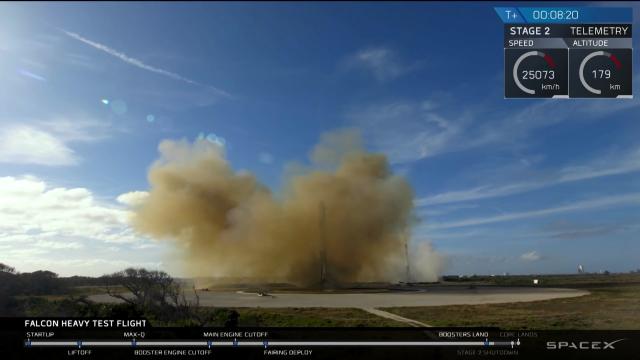 T+ 00:08:20
STAGE 2 TELEMETRY
SPEED ALTITUDE
25073 179
km/h km
FALCON HEAVY TEST FLIGHT
STARTUP MAX-Q MAIN ENGINE CUTOFF BOOSTERS LAND CORE LANDS
LIFTOFF BOOSTER ENGINE CUTOFF FAIRING DEPLOY STAGE 2 SHUTDOWN
SPACEX